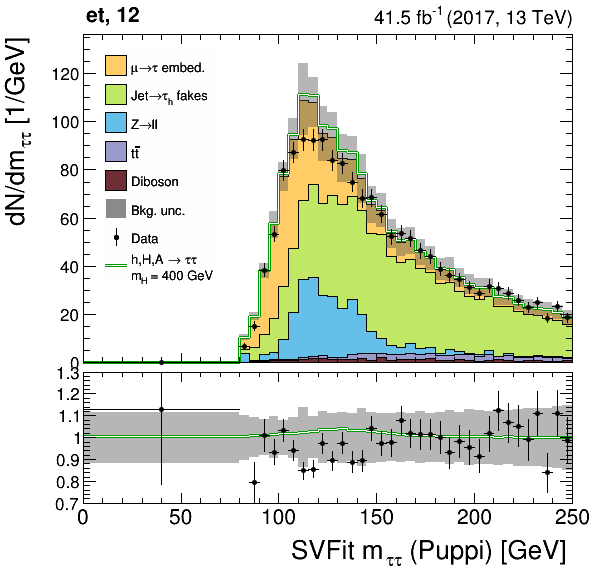 et, 12
41.5 fb⁻¹ (2017, 13 TeV)
dN/dm_ττ [1/GeV]
120
100
80
60
40
20
0
μ→τ embed.
Jet→τ_h fakes
Z→ll
tt̄
Diboson
Bkg. unc.
Data
h,H,A → ττ
m_H = 400 GeV
1.3
1.2
1.1
1
0.9
0.8
0.7
0 50 100 150 200 250
SVFit m_ττ (Puppi) [GeV]